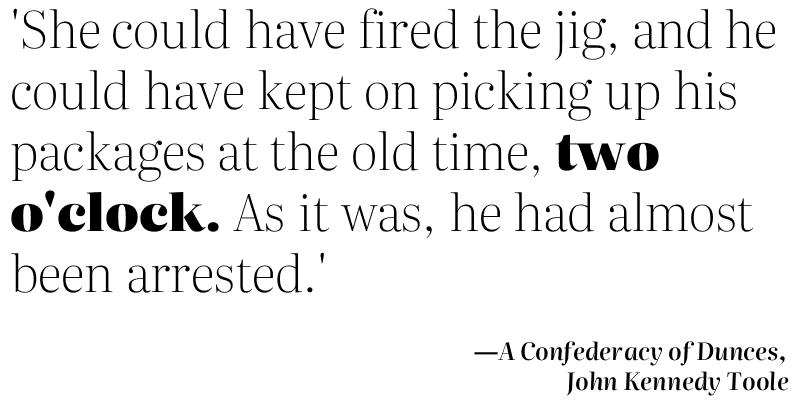 'She could have fired the jig, and he
could have kept on picking up his
packages at the old time, two
o'clock. As it was, he had almost
been arrested.'
—A Confederacy of Dunces,
John Kennedy Toole